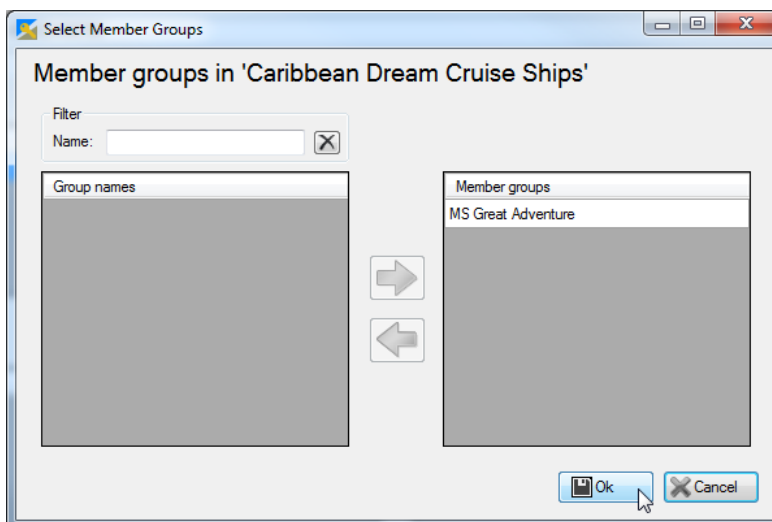 Select Member Groups
Member groups in 'Caribbean Dream Cruise Ships'
Filter
Name:
Group names
Member groups
MS Great Adventure
Ok
Cancel